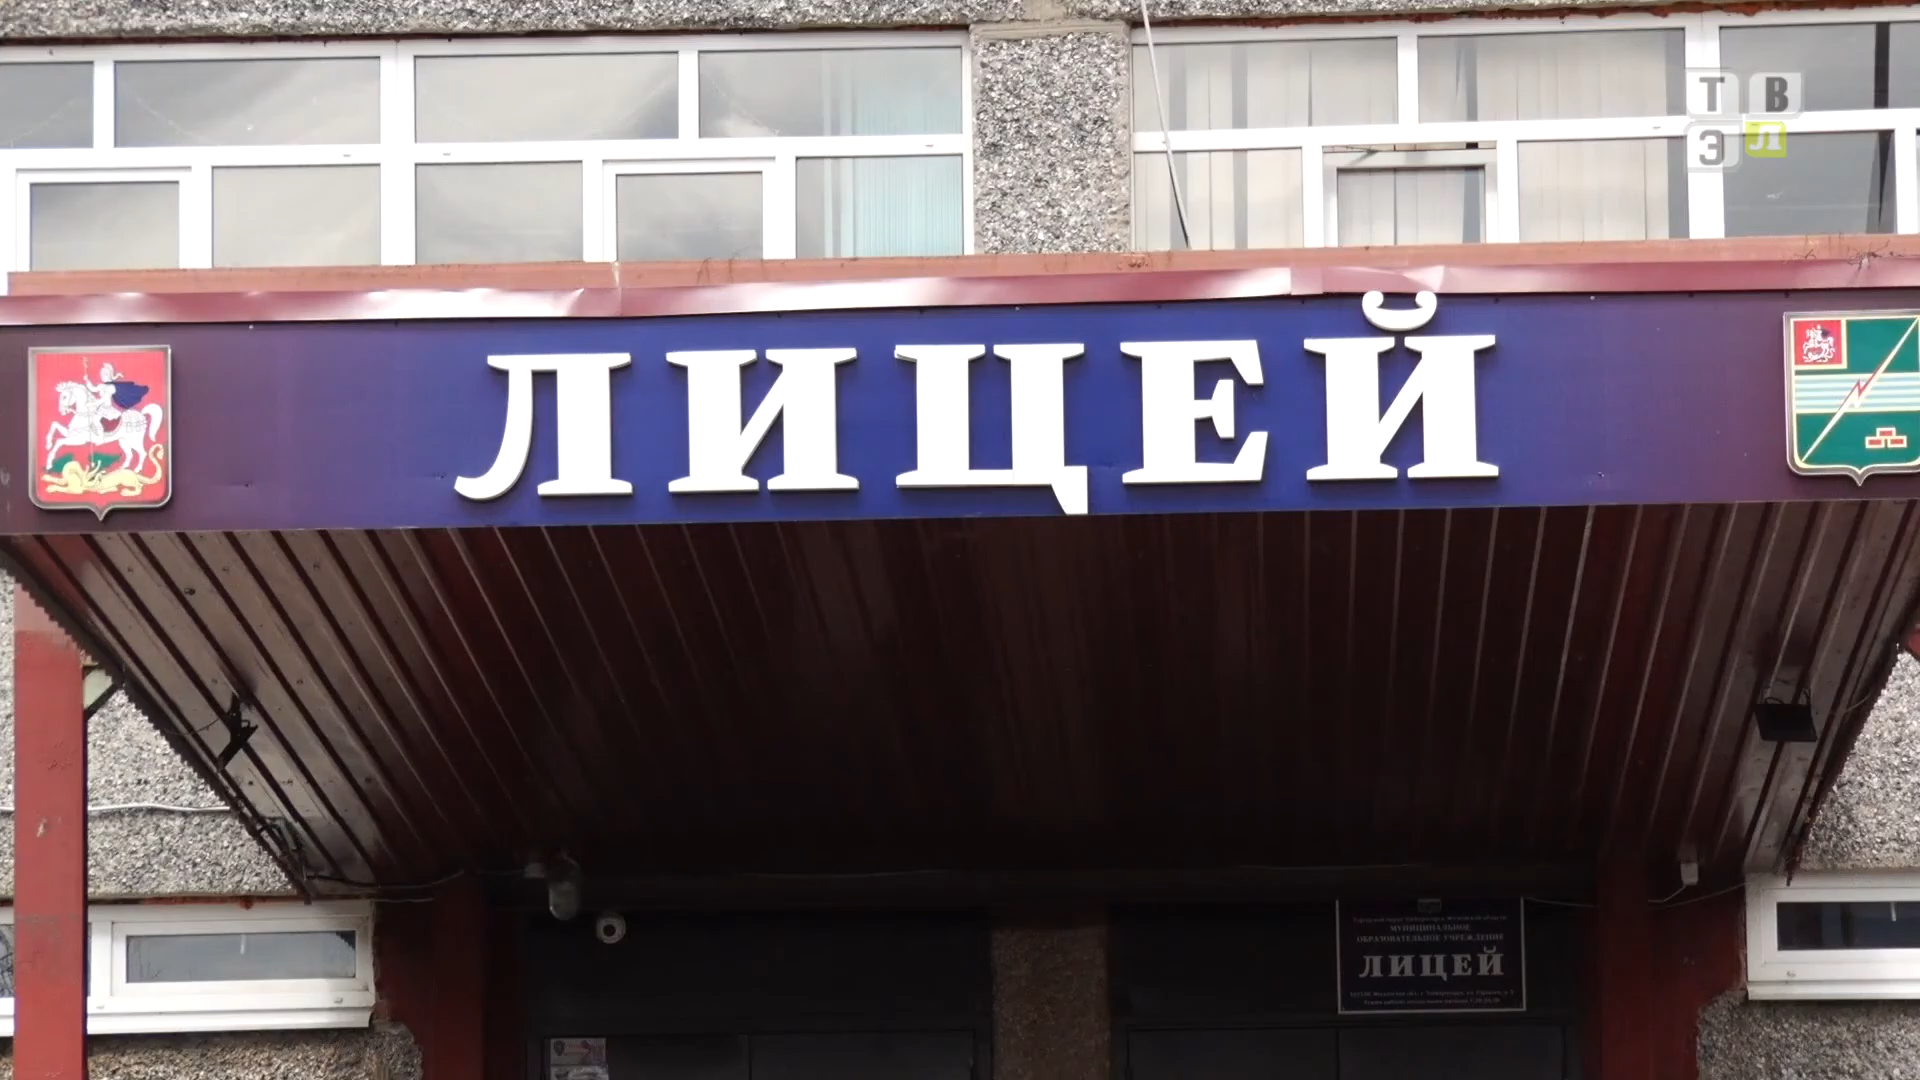 ТВ
ЭЛ
ЛИЦЕЙ
МУНИЦИПАЛЬНОЕ
ОБРАЗОВАТЕЛЬНОЕ УЧРЕЖДЕНИЕ
ЛИЦЕЙ